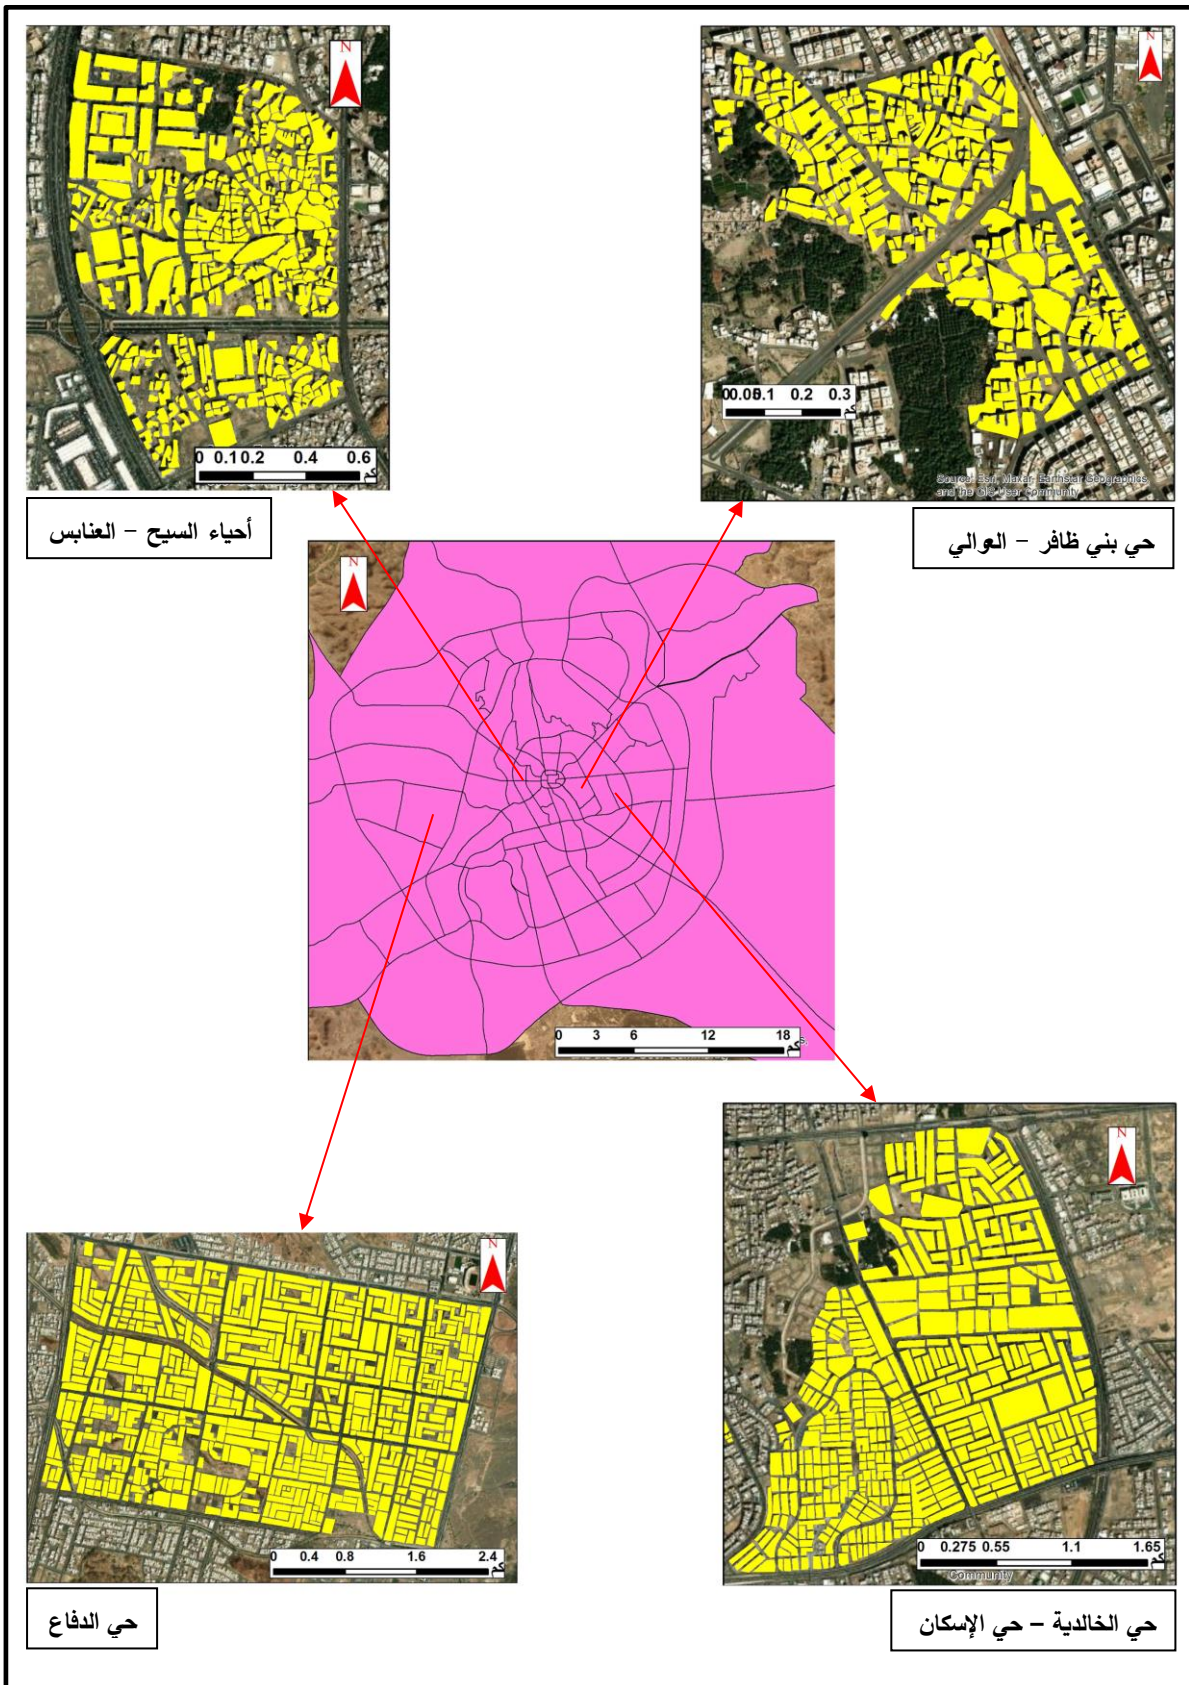 N
N
0 0.1 0.2 0.4 0.6
كم
0 0.05 0.1 0.2 0.3
كم
Source: Esri, Maxar, Earthstar Geographics,
and the GIS User Community
أحياء السيح – العنابس
حي بني ظافر – العوالي
N
0 3 6 12 18
كم
N
N
0 0.4 0.8 1.6 2.4
كم
0 0.275 0.55 1.1 1.65
كم
Community
حي الدفاع
حي الخالدية – حي الإسكان